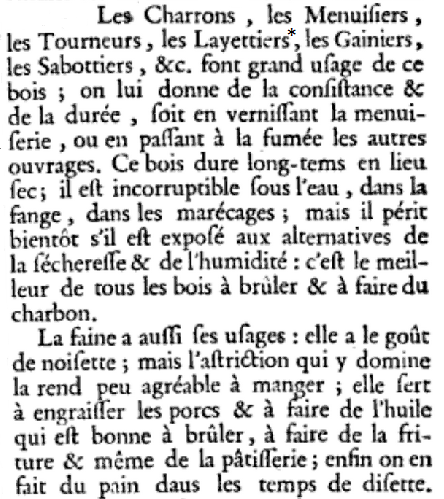 Les Charrons, les Menuiſiers,
les Tourneurs, les Layettiers*, les Gainiers,
les Sabottiers, &c. font grand uſage de ce
bois ; on lui donne de la conſiſtance &
de la durée, ſoit en verniſſant la menui-
ſerie, ou en paſſant à la fumée les autres
ouvrages. Ce bois dure long-tems en lieu
ſec; il eſt incorruptible ſous l'eau, dans la
fange, dans les marécages ; mais il périt
bientôt s'il eſt expoſé aux alternatives de
la ſéchereſſe & de l'humidité : c'eſt le meil-
leur de tous les bois à brûler & à faire du
charbon.
La faine a auſſi ſes uſages : elle a le goût
de noiſette ; mais l'aſtriction qui y domine
la rend peu agréable à manger ; elle ſert
à engraiſſer les porcs & à faire de l'huile
qui eſt bonne à brûler, à faire de la fri-
ture & même de la pâtiſſerie ; enfin on en
fait du pain daus les temps de diſette.